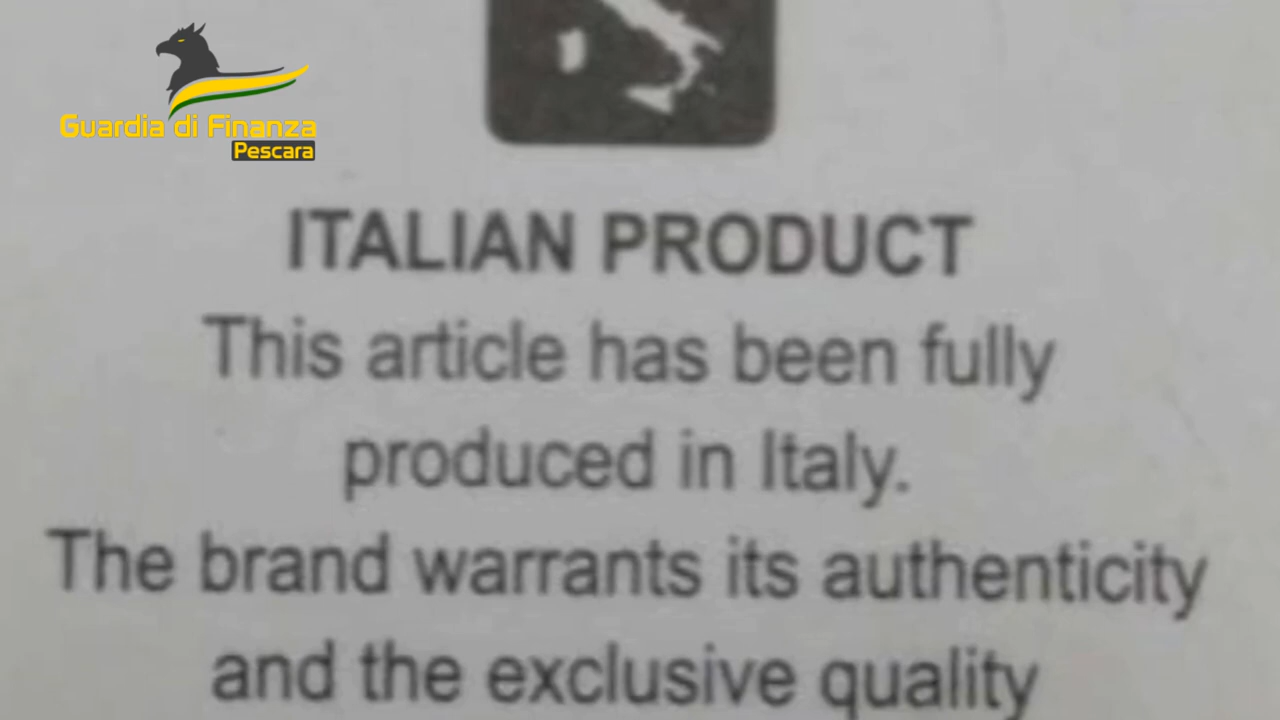 Guardia di Finanza
Pescara
ITALIAN PRODUCT
This article has been fully
produced in Italy.
The brand warrants its authenticity
and the exclusive quality